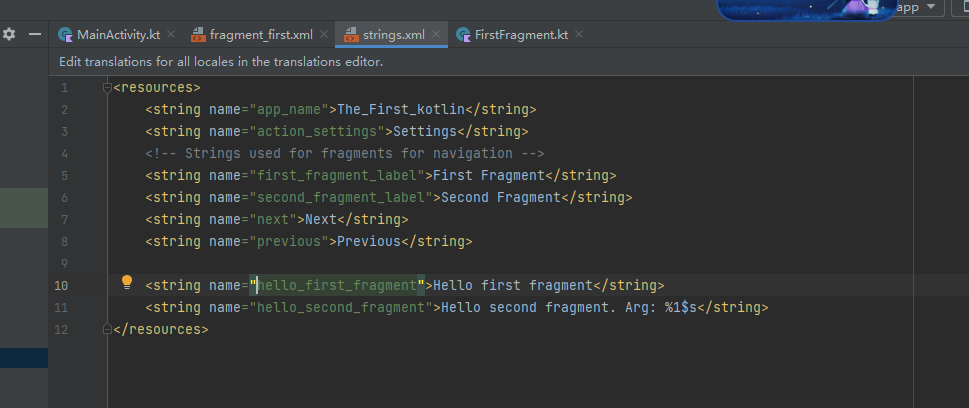 app
MainActivity.kt fragment_first.xml strings.xml FirstFragment.kt
Edit translations for all locales in the translations editor.
1 <resources>
2 <string name="app_name">The_First_kotlin</string>
3 <string name="action_settings">Settings</string>
4 <!-- Strings used for fragments for navigation -->
5 <string name="first_fragment_label">First Fragment</string>
6 <string name="second_fragment_label">Second Fragment</string>
7 <string name="next">Next</string>
8 <string name="previous">Previous</string>
9
10 <string name="hello_first_fragment">Hello first fragment</string>
11 <string name="hello_second_fragment">Hello second fragment. Arg: %1$s</string>
12 </resources>